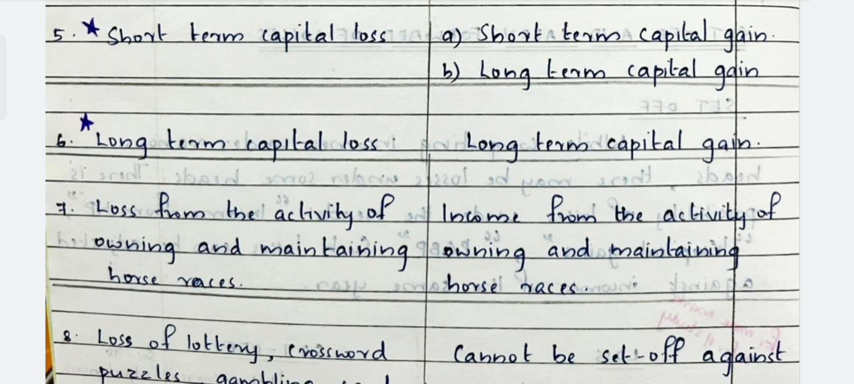 5. ★ Short term capital loss
a) Short term capital gain.
b) Long term capital gain
6. ★ Long term capital loss
Long term capital gain.
7. Loss from the activity of
owning and maintaining
horse races.
Income from the activity of
owning and maintaining
horse races.
8. Loss of lottery, crossword
puzzles, gambling
Cannot be set-off against